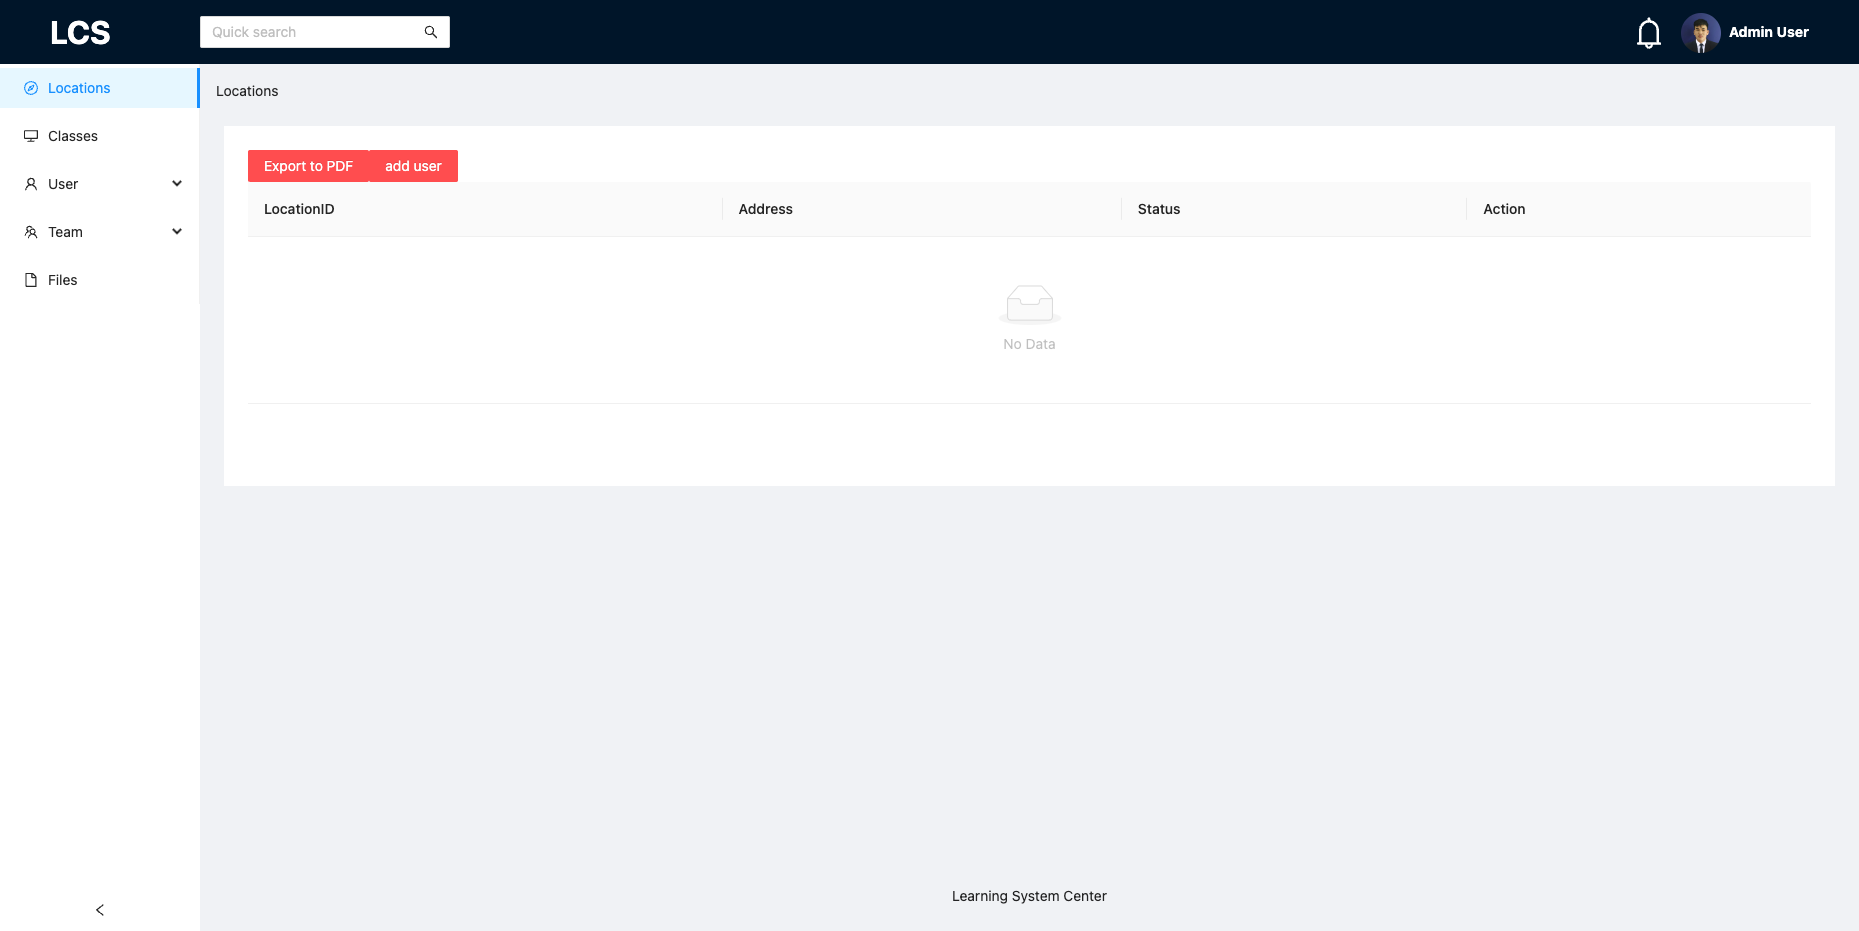 LCS
Quick search
Admin User
Locations
Classes
User
Team
Files
Locations
Export to PDF
add user
LocationID
Address
Status
Action
No Data
Learning System Center